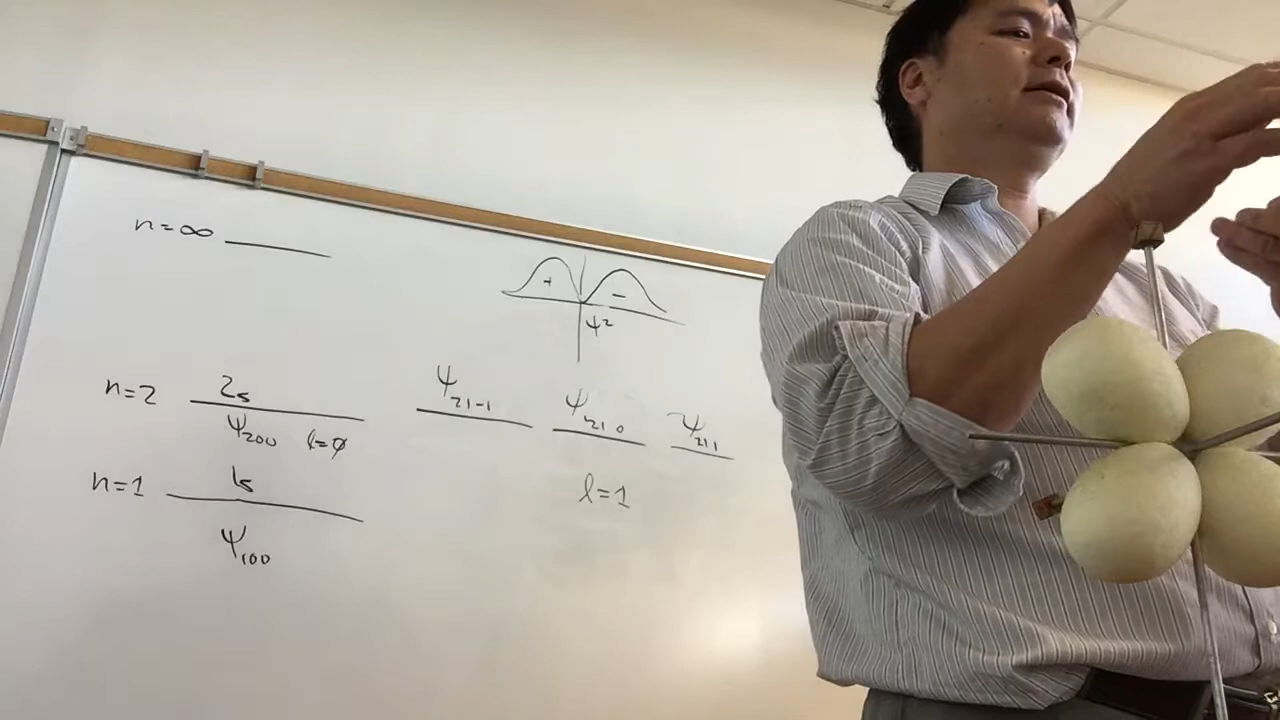 n=∞
+ −
ψ²
n=2 2s ψ21-1 ψ210 ψ211
ψ200 l=0
n=1 1s l=1
ψ100